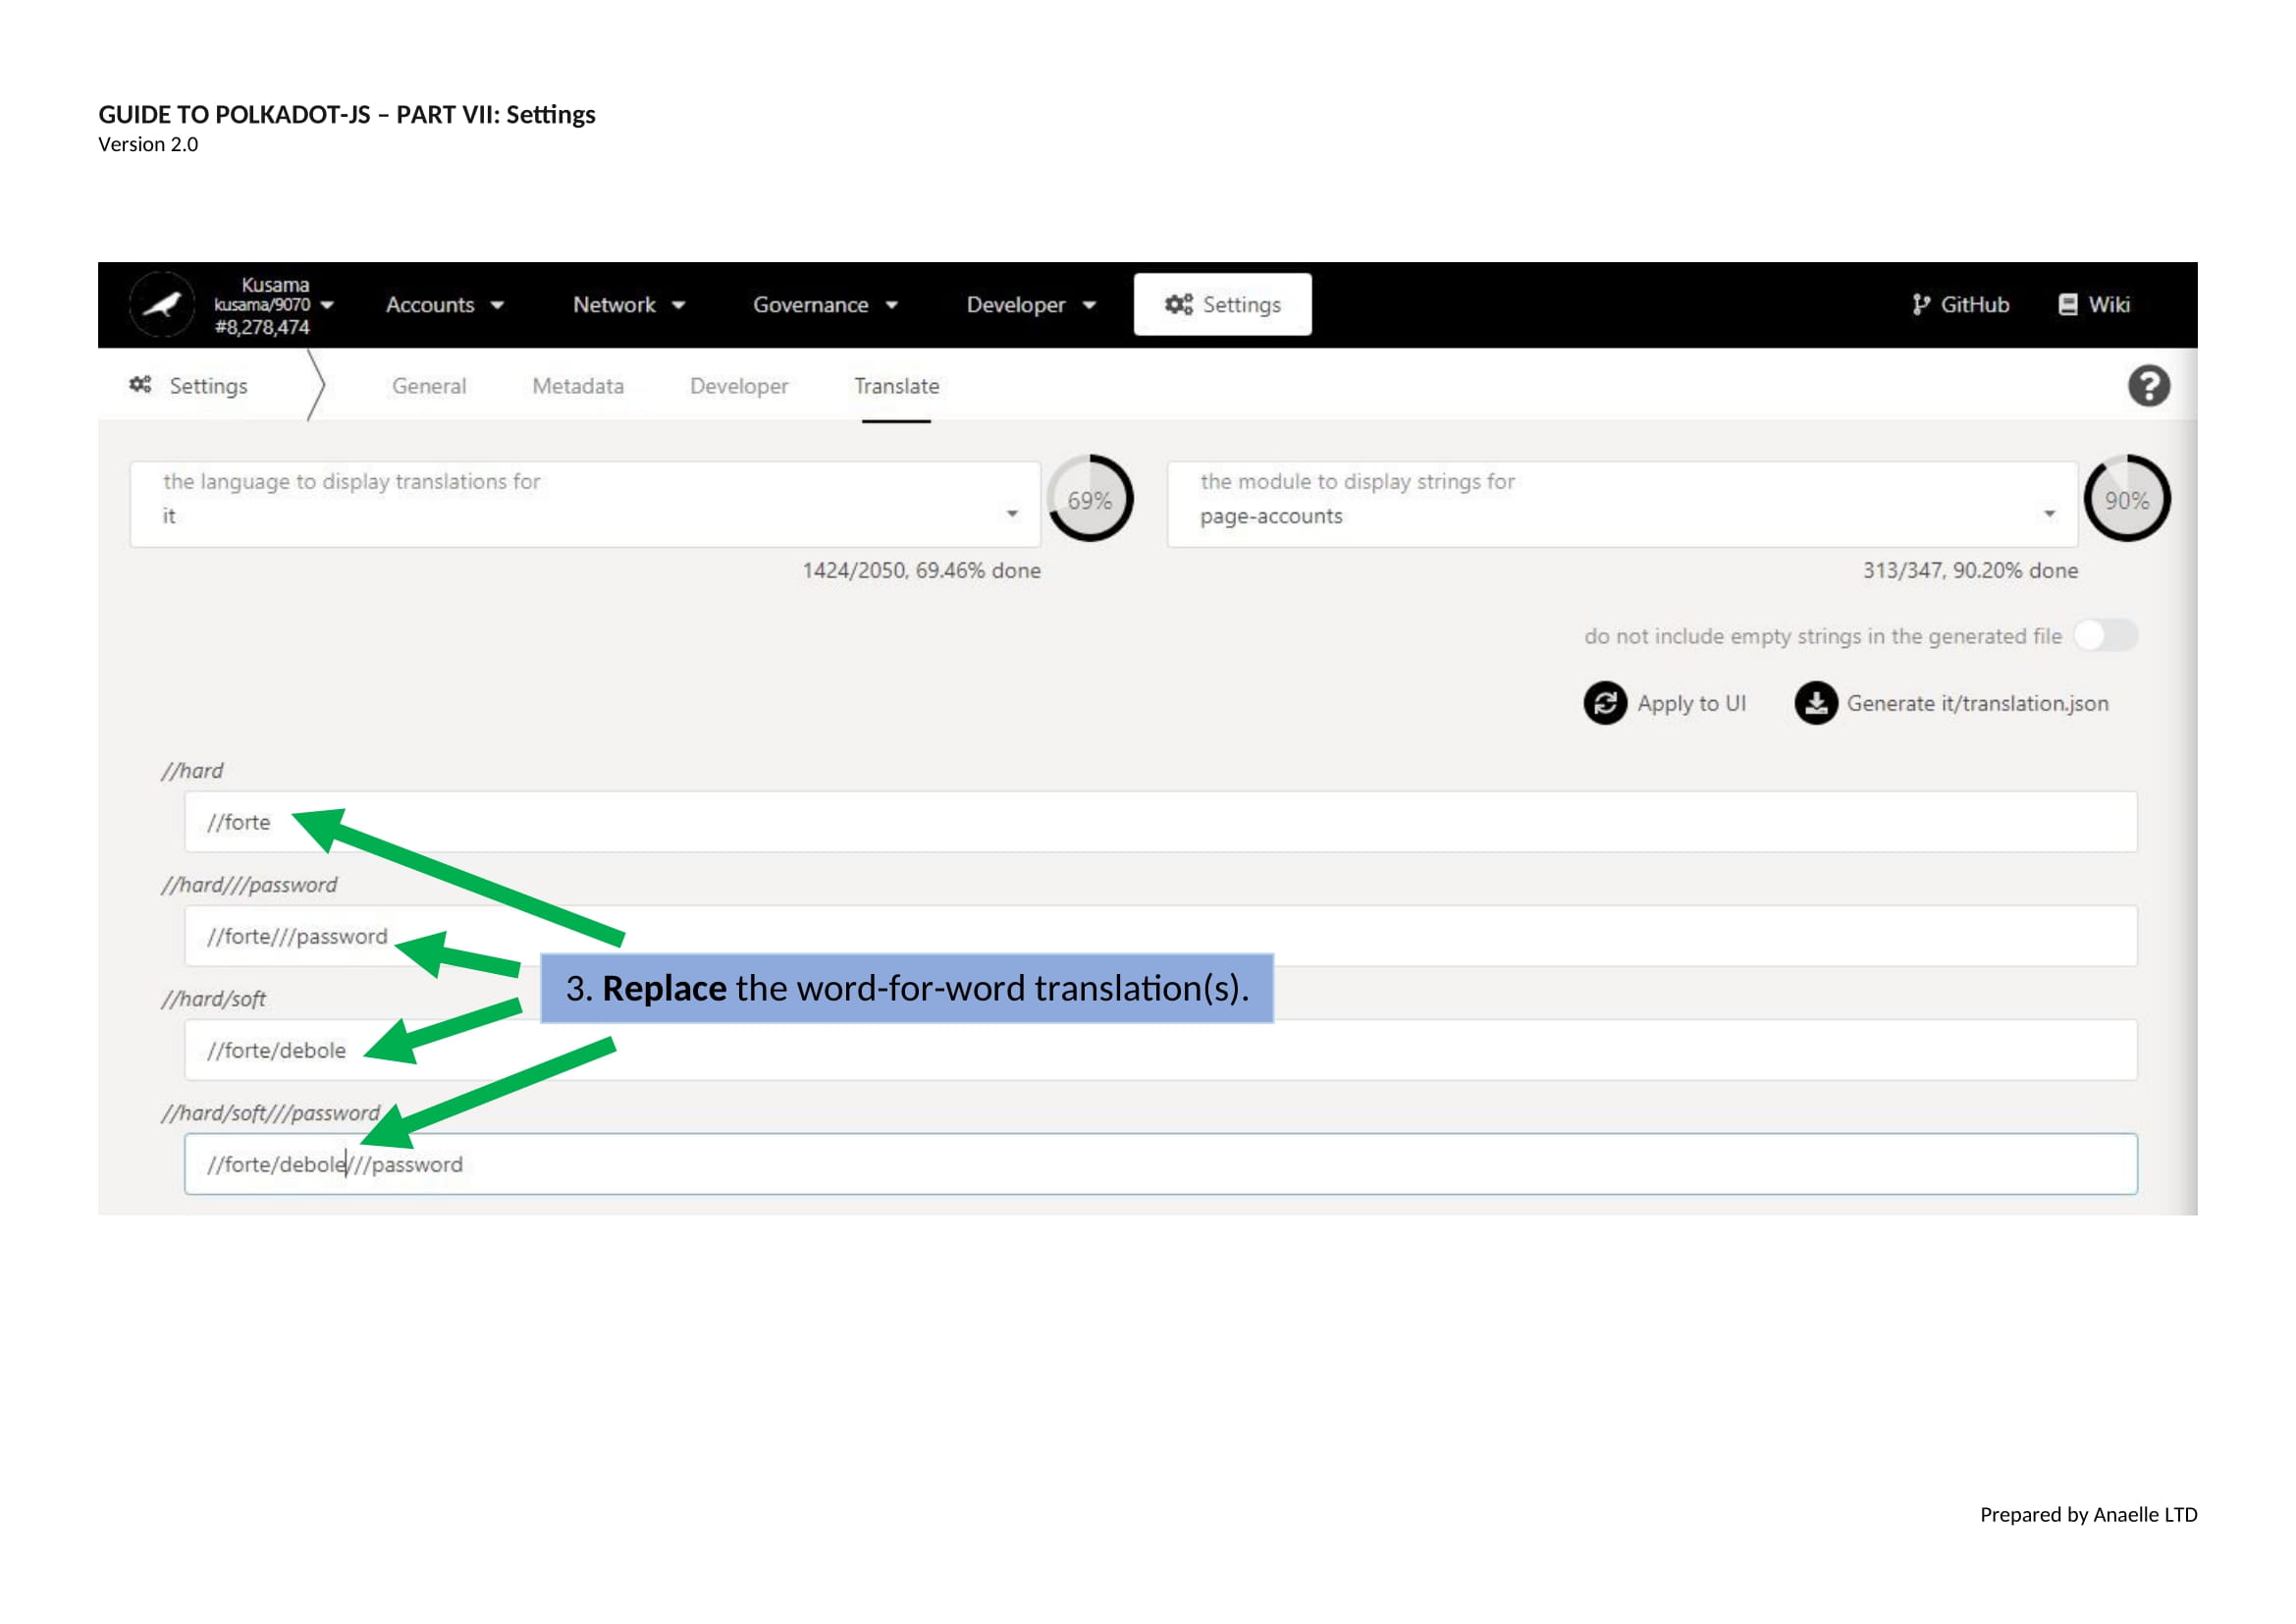 GUIDE TO POLKADOT-JS – PART VII: Settings
Version 2.0
Kusama
kusama/9070
#8,278,474
Accounts
Network
Governance
Developer
Settings
GitHub
Wiki
Settings
General
Metadata
Developer
Translate
?
the language to display translations for
it
69%
the module to display strings for
page-accounts
90%
1424/2050, 69.46% done
313/347, 90.20% done
do not include empty strings in the generated file
Apply to UI
Generate it/translation.json
//hard
//forte
//hard///password
//forte///password
3. Replace the word-for-word translation(s).
//hard/soft
//forte/debole
//hard/soft///password
//forte/debole///password
Prepared by Anaelle LTD